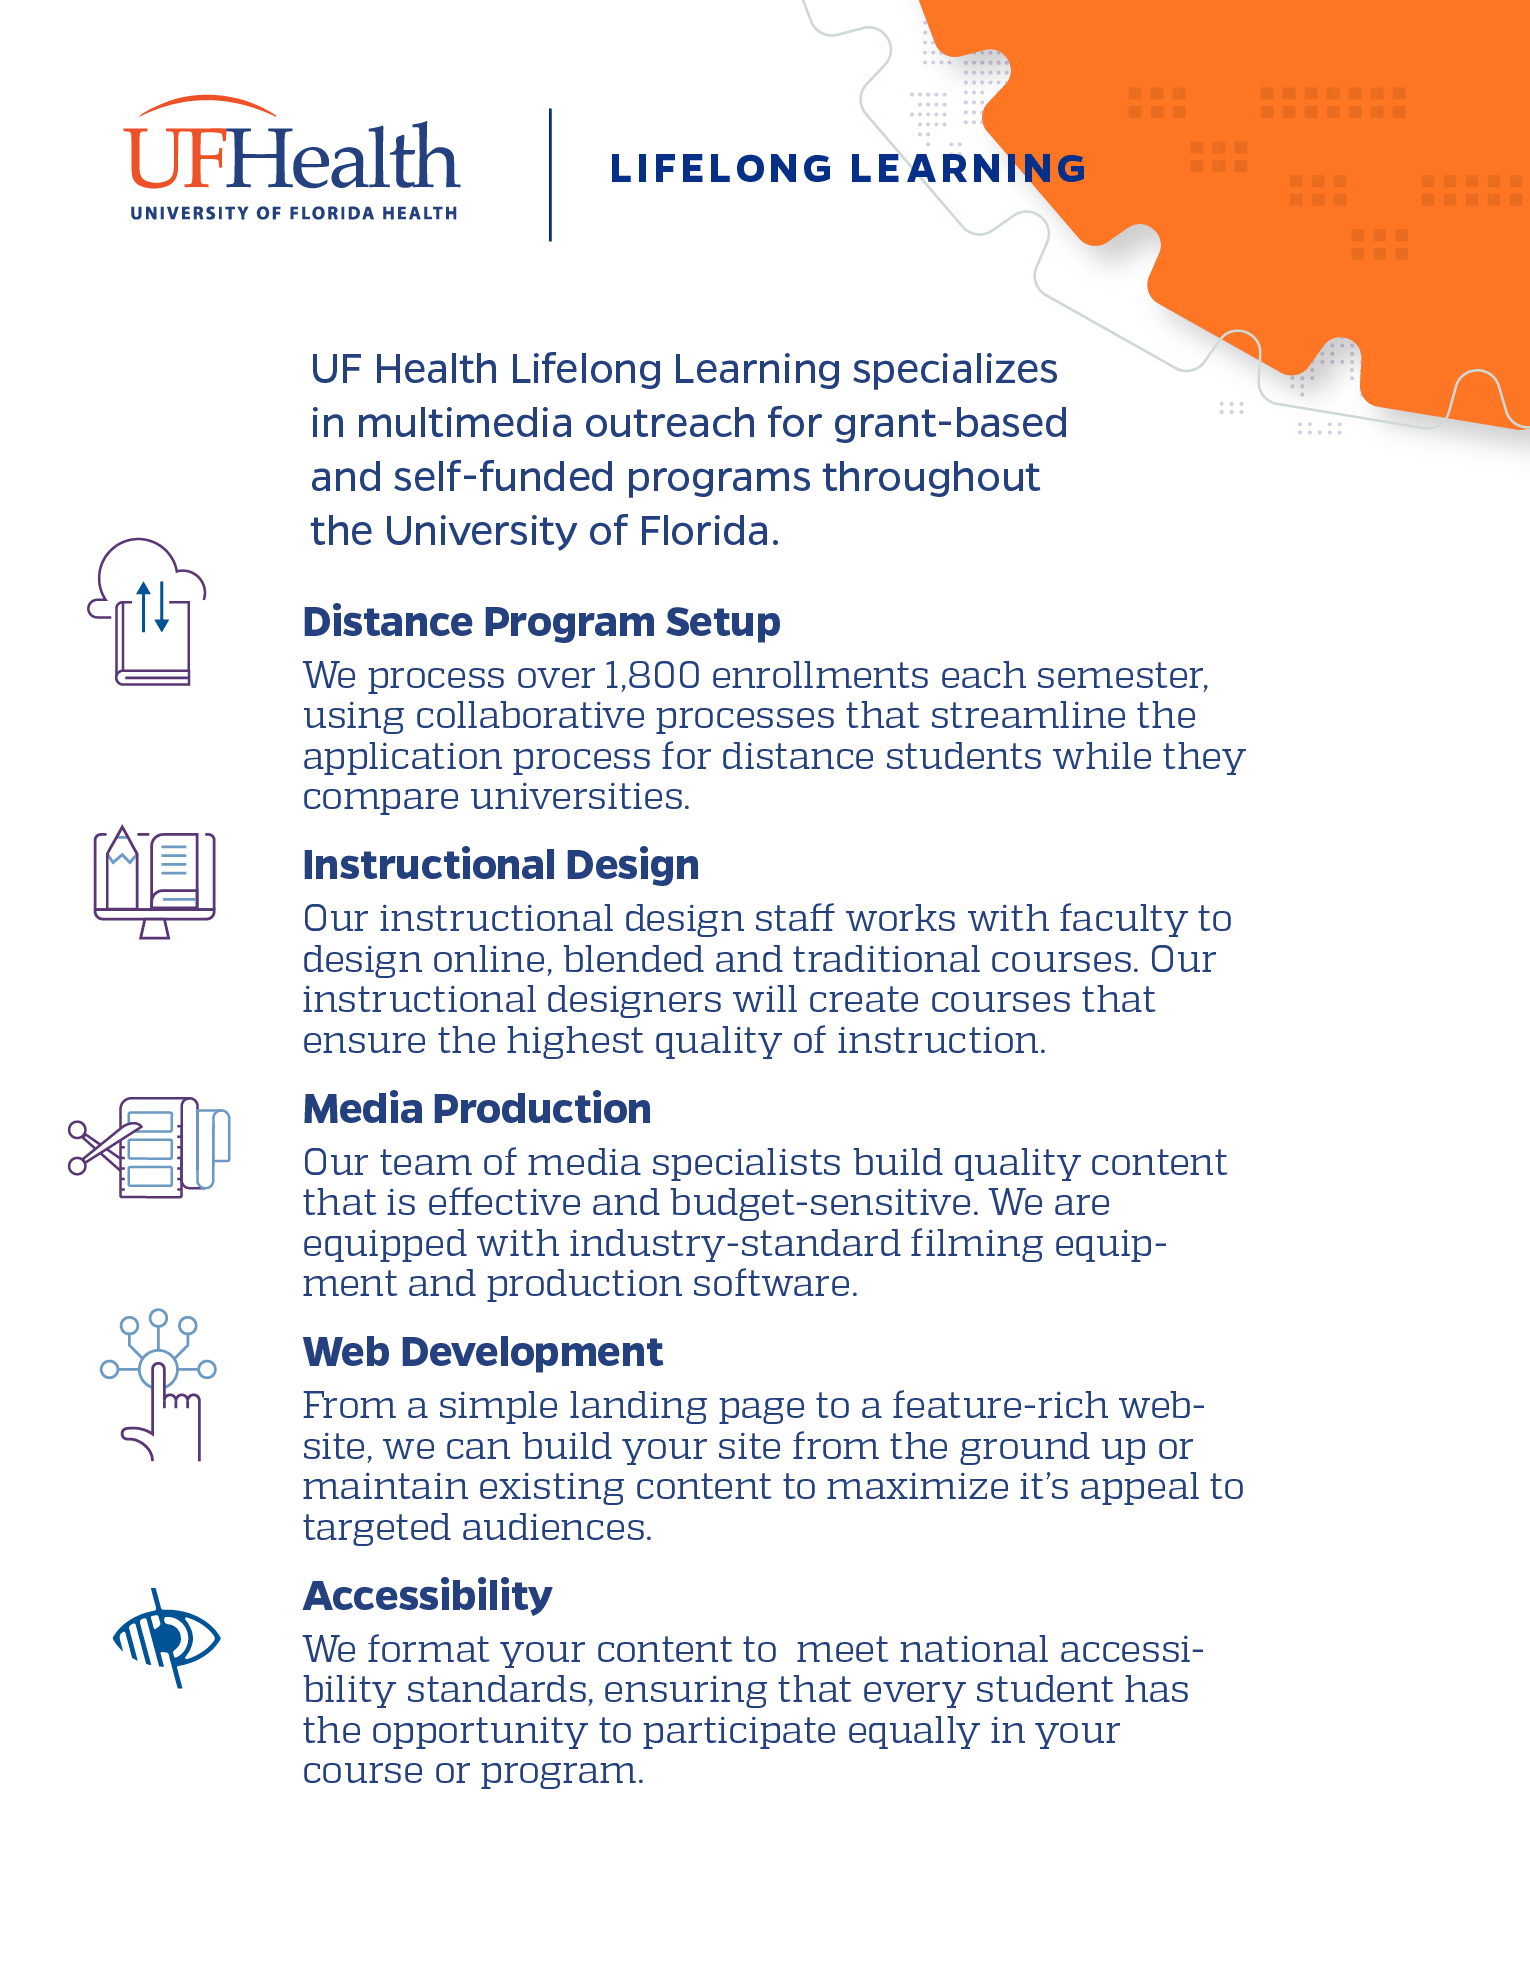 UFHealth
UNIVERSITY OF FLORIDA HEALTH
LIFELONG LEARNING
UF Health Lifelong Learning specializes
in multimedia outreach for grant-based
and self-funded programs throughout
the University of Florida.
Distance Program Setup
We process over 1,800 enrollments each semester,
using collaborative processes that streamline the
application process for distance students while they
compare universities.
Instructional Design
Our instructional design staff works with faculty to
design online, blended and traditional courses. Our
instructional designers will create courses that
ensure the highest quality of instruction.
Media Production
Our team of media specialists build quality content
that is effective and budget-sensitive. We are
equipped with industry-standard filming equip-
ment and production software.
Web Development
From a simple landing page to a feature-rich web-
site, we can build your site from the ground up or
maintain existing content to maximize it’s appeal to
targeted audiences.
Accessibility
We format your content to  meet national accessi-
bility standards, ensuring that every student has
the opportunity to participate equally in your
course or program.